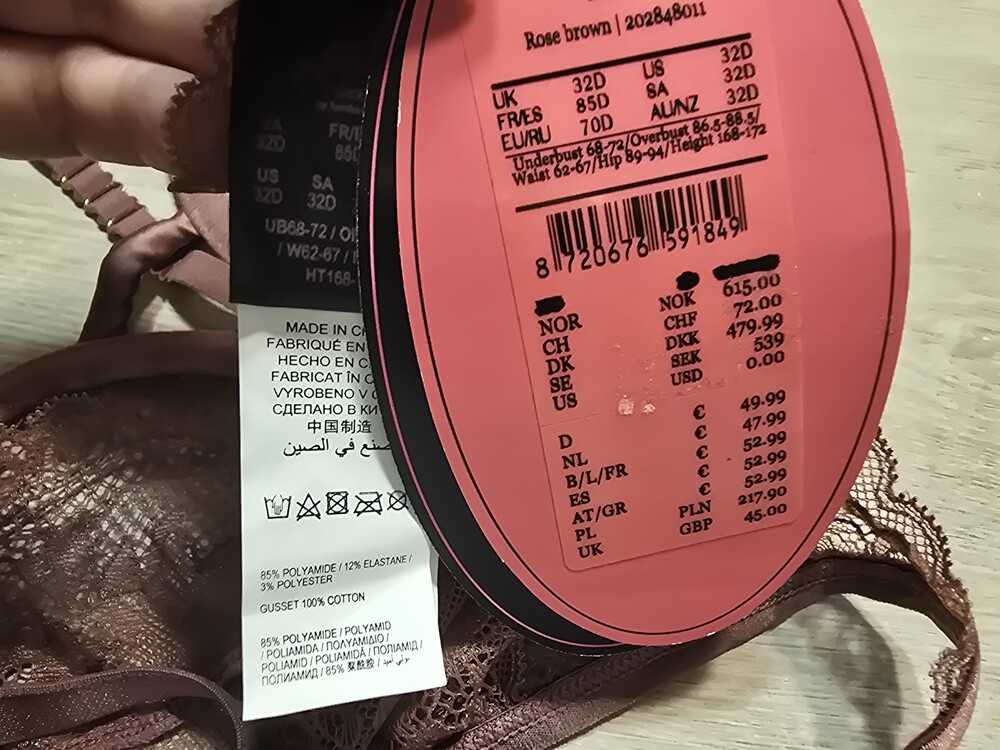 Rose brown | 202848011
UK 32D US 32D
FR/ES 85D SA 32D
EU/RU 70D AU/NZ 32D
Underbust 68-72/Overbust 86.5-88.5/
Waist 62-67/Hip 89-94/Height 168-172
8 720676 591849
NOR NOK 615.00
CH CHF 72.00
DK DKK 479.99
SE SEK 539
US USD 0.00
D € 49.99
NL € 47.99
B/L/FR € 52.99
ES € 52.99
AT/GR € 52.99
PL PLN 217.90
UK GBP 45.00
UK
32D
US SA
32D 32D
UB68-72 /
/ W62-67 /
HT168-
MADE IN
FABRIQUÉ EN
HECHO EN
FABRICAT ÎN
VYROBENO V
СДЕЛАНО В
中国制造
صنع في الصين
85% POLYAMIDE / 12% ELASTANE /
3% POLYESTER
GUSSET 100% COTTON
85% POLYAMIDE / POLYAMID
/ POLIAMIDA / ΠΟΛΥΑΜΙΔΙΟ /
POLIAMID / POLIAMIDĂ / ПОЛІАМІД /
ПОЛИАМИД / 85% 聚酰胺 / بولي أميد